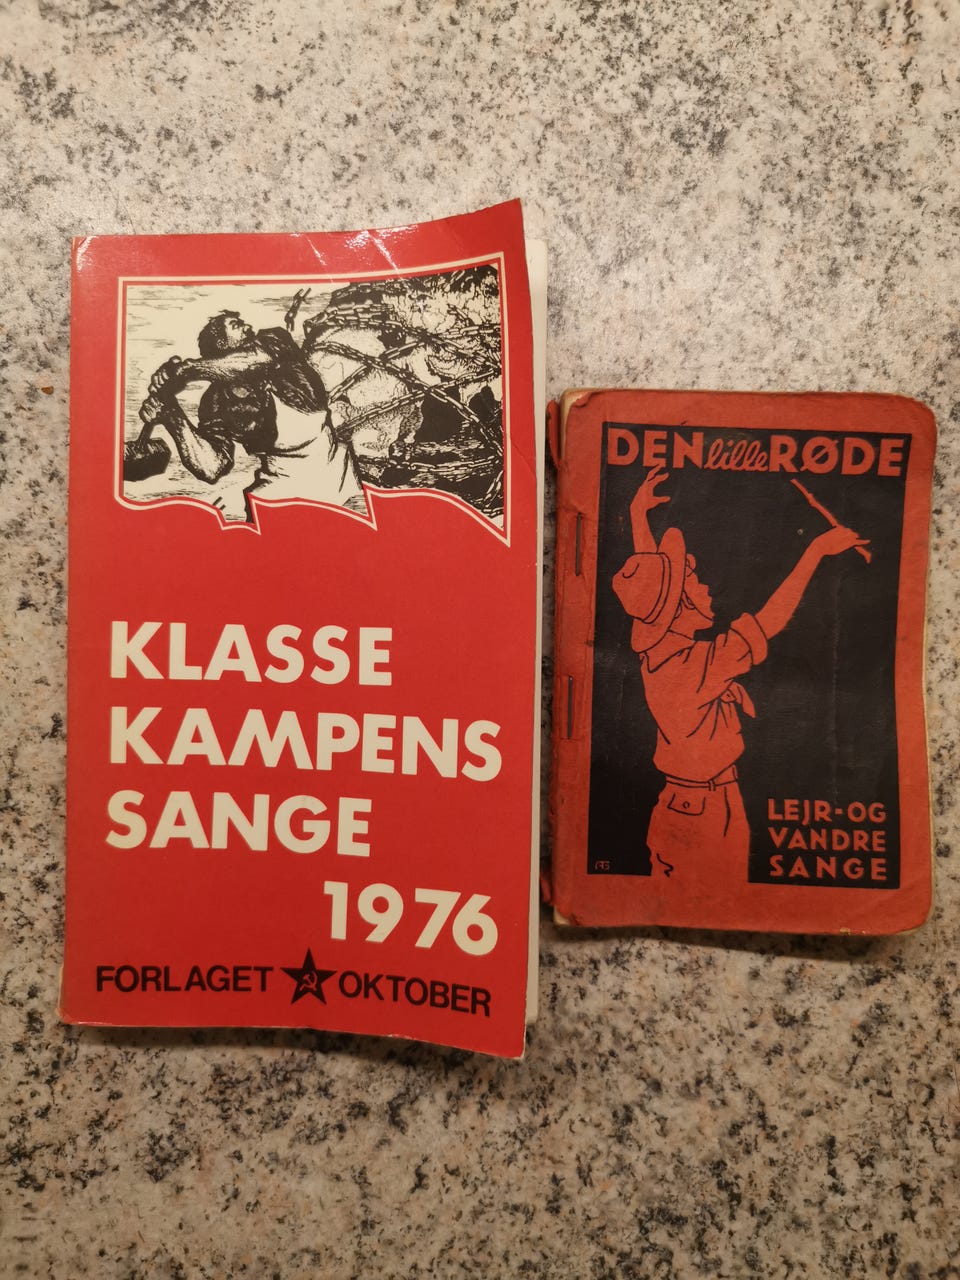 KLASSE
KAMPENS
SANGE
1976
FORLAGET OKTOBER
DEN lille RØDE
LEJR-OG
VANDRE
SANGE